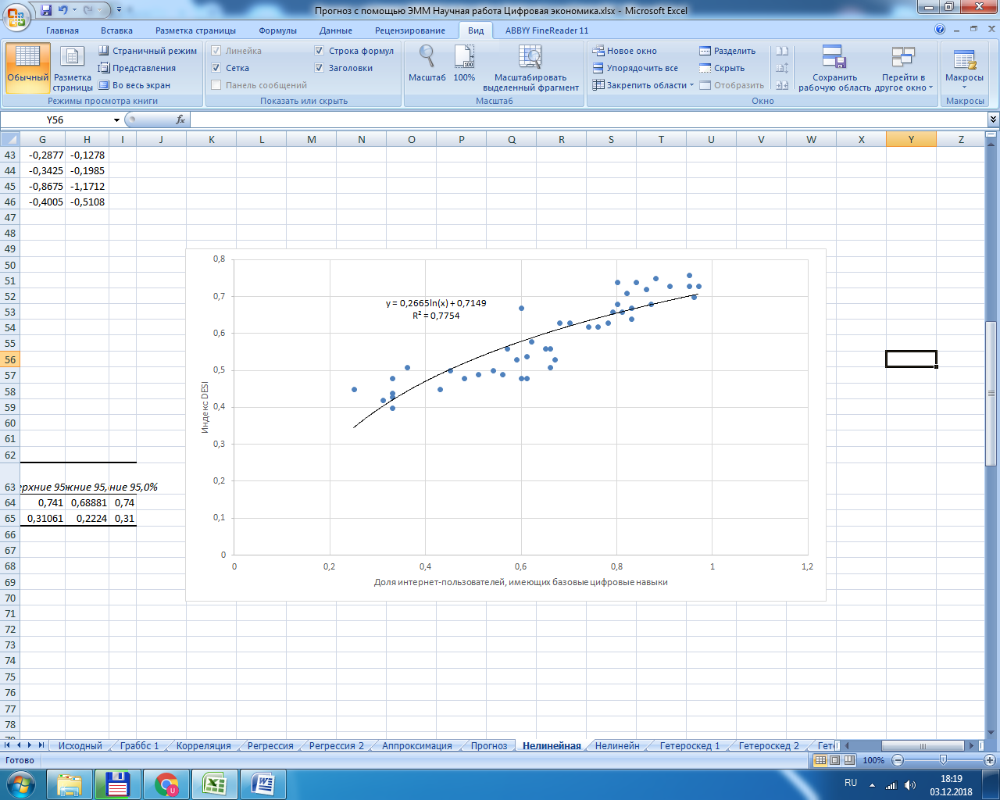 Прогноз с помощью ЭММ Научная работа Цифровая экономика.xlsx - Microsoft Excel
Главная Вставка Разметка страницы Формулы Данные Рецензирование Вид ABBYY FineReader 11
Обычный
Разметка страницы
Страничный режим
Представления
Во весь экран
Режимы просмотра книги
Линейка
Строка формул
Сетка
Заголовки
Панель сообщений
Показать или скрыть
Масштаб
100%
Масштабировать выделенный фрагмент
Масштаб
Новое окно
Упорядочить все
Закрепить области
Разделить
Скрыть
Отобразить
Сохранить рабочую область
Перейти в другое окно
Окно
Макросы
Макросы
Y56
fx
G H I J K L M N O P Q R S T U V W X Y Z
43 -0,2877 -0,1278
44 -0,3425 -0,1985
45 -0,8675 -1,1712
46 -0,4005 -0,5108
47
48
49
50
51
52
53
54
55
56
57
58
59
60
61
62
63 ерхние 95 жние 95, ние 95,0%
64 0,741 0,68881 0,74
65 0,31061 0,2224 0,31
66
67
68
69
70
71
72
73
74
75
76
77
78
0,8
0,7
0,6
0,5
0,4
0,3
0,2
0,1
0
Индекс DESI
y = 0,2665ln(x) + 0,7149
R² = 0,7754
0 0,2 0,4 0,6 0,8 1 1,2
Доля интернет-пользователей, имеющих базовые цифровые навыки
Исходный Граббс 1 Корреляция Регрессия Регрессия 2 Аппроксимация Прогноз Нелинейная Нелинейн Гетероскед 1 Гетероскед 2 Гет
Готово
100%
RU
18:19
03.12.2018